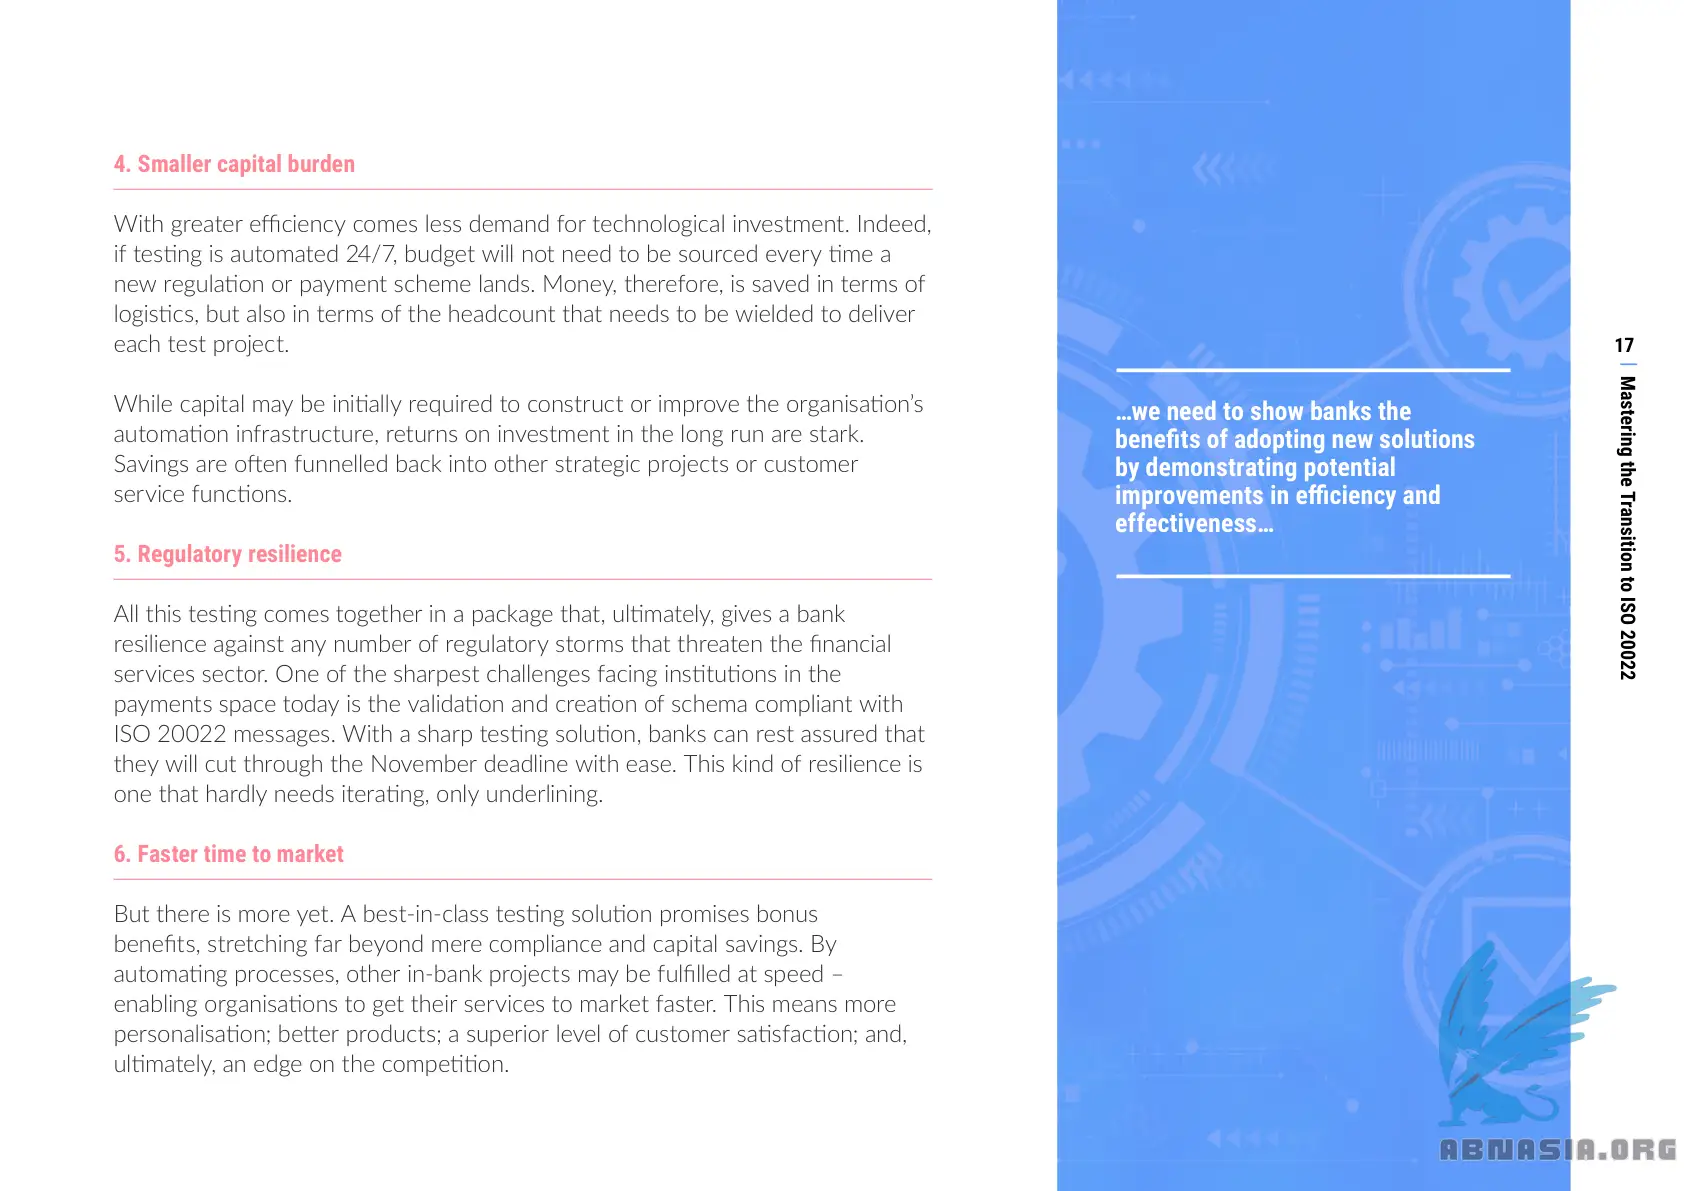 4. Smaller capital burden
With greater efficiency comes less demand for technological investment. Indeed,
if testing is automated 24/7, budget will not need to be sourced every time a
new regulation or payment scheme lands. Money, therefore, is saved in terms of
logistics, but also in terms of the headcount that needs to be wielded to deliver
each test project.
While capital may be initially required to construct or improve the organisation’s
automation infrastructure, returns on investment in the long run are stark.
Savings are often funnelled back into other strategic projects or customer
service functions.
5. Regulatory resilience
All this testing comes together in a package that, ultimately, gives a bank
resilience against any number of regulatory storms that threaten the financial
services sector. One of the sharpest challenges facing institutions in the
payments space today is the validation and creation of schema compliant with
ISO 20022 messages. With a sharp testing solution, banks can rest assured that
they will cut through the November deadline with ease. This kind of resilience is
one that hardly needs iterating, only underlining.
6. Faster time to market
But there is more yet. A best-in-class testing solution promises bonus
benefits, stretching far beyond mere compliance and capital savings. By
automating processes, other in-bank projects may be fulfilled at speed –
enabling organisations to get their services to market faster. This means more
personalisation; better products; a superior level of customer satisfaction; and,
ultimately, an edge on the competition.
…we need to show banks the
benefits of adopting new solutions
by demonstrating potential
improvements in efficiency and
effectiveness…
17
Mastering the Transition to ISO 20022
ABNASIA.ORG